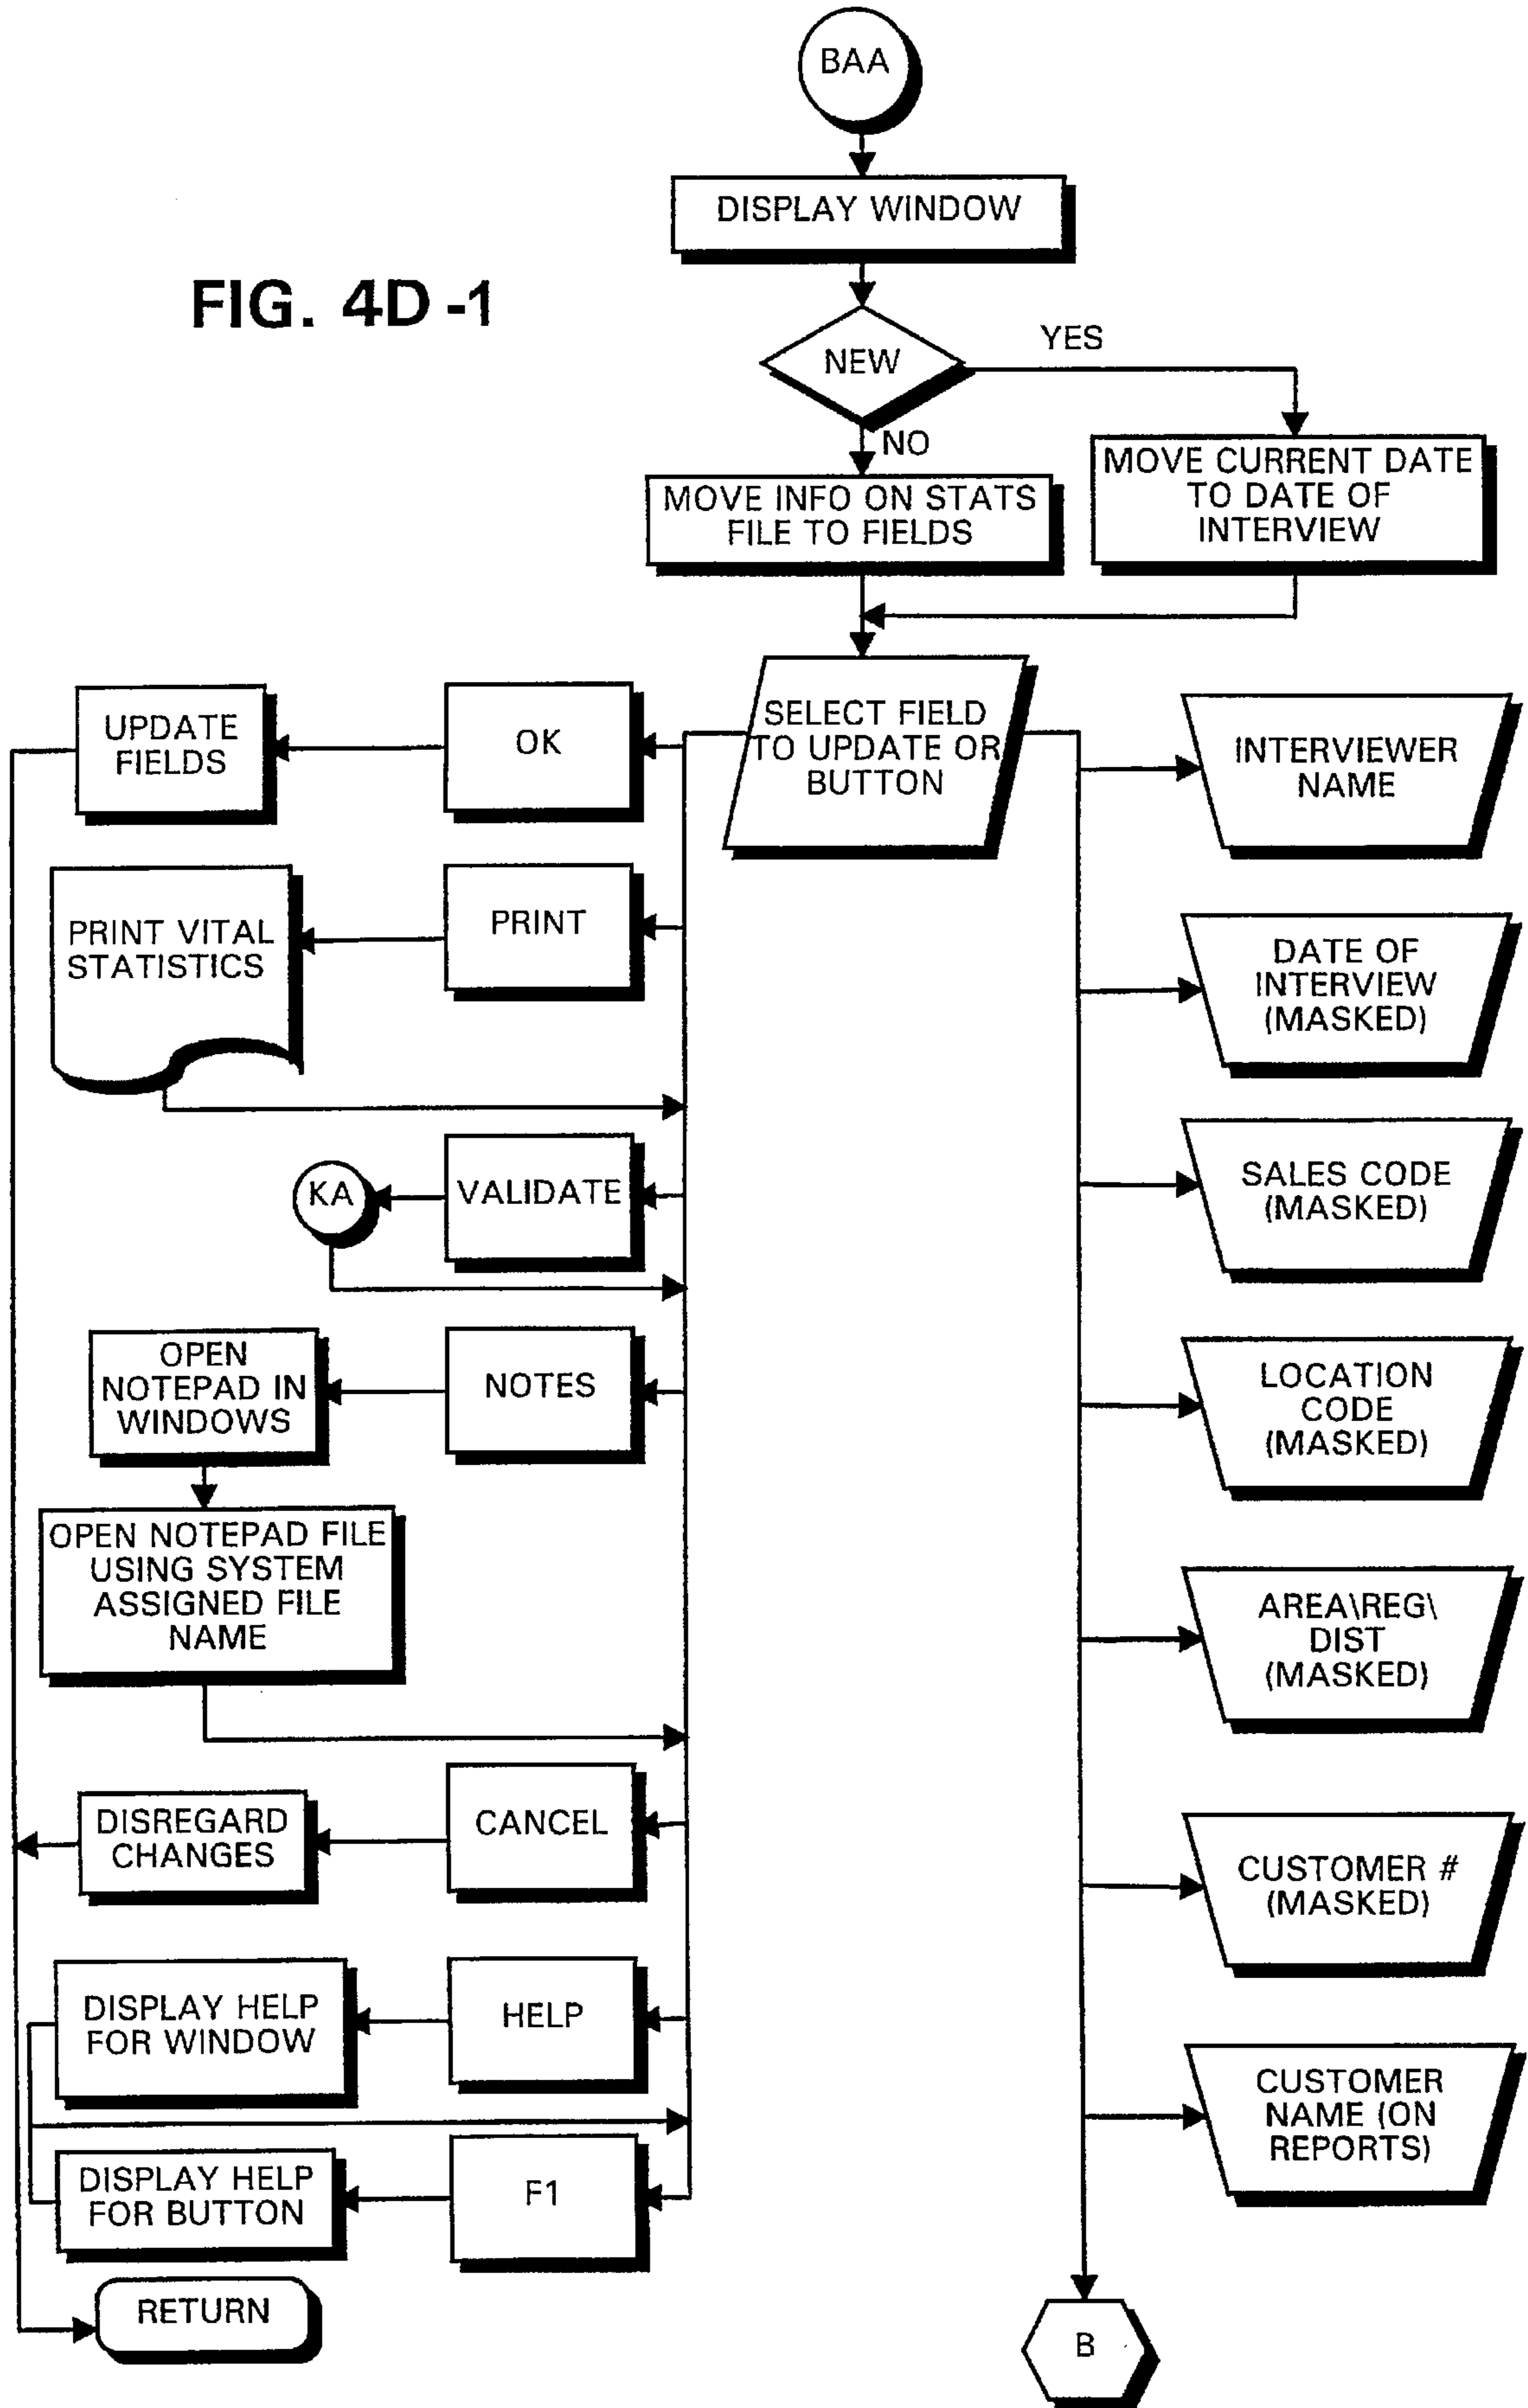 BAA
DISPLAY WINDOW
FIG. 4D-1
NEW
YES
NO
MOVE INFO ON STATS
FILE TO FIELDS
MOVE CURRENT DATE
TO DATE OF
INTERVIEW
SELECT FIELD
TO UPDATE OR
BUTTON
OK
UPDATE
FIELDS
PRINT
PRINT VITAL
STATISTICS
VALIDATE
KA
NOTES
OPEN
NOTEPAD IN
WINDOWS
OPEN NOTEPAD FILE
USING SYSTEM
ASSIGNED FILE
NAME
CANCEL
DISREGARD
CHANGES
HELP
DISPLAY HELP
FOR WINDOW
F1
DISPLAY HELP
FOR BUTTON
RETURN
INTERVIEWER
NAME
DATE OF
INTERVIEW
(MASKED)
SALES CODE
(MASKED)
LOCATION
CODE
(MASKED)
AREA\REG\
DIST
(MASKED)
CUSTOMER #
(MASKED)
CUSTOMER
NAME (ON
REPORTS)
B